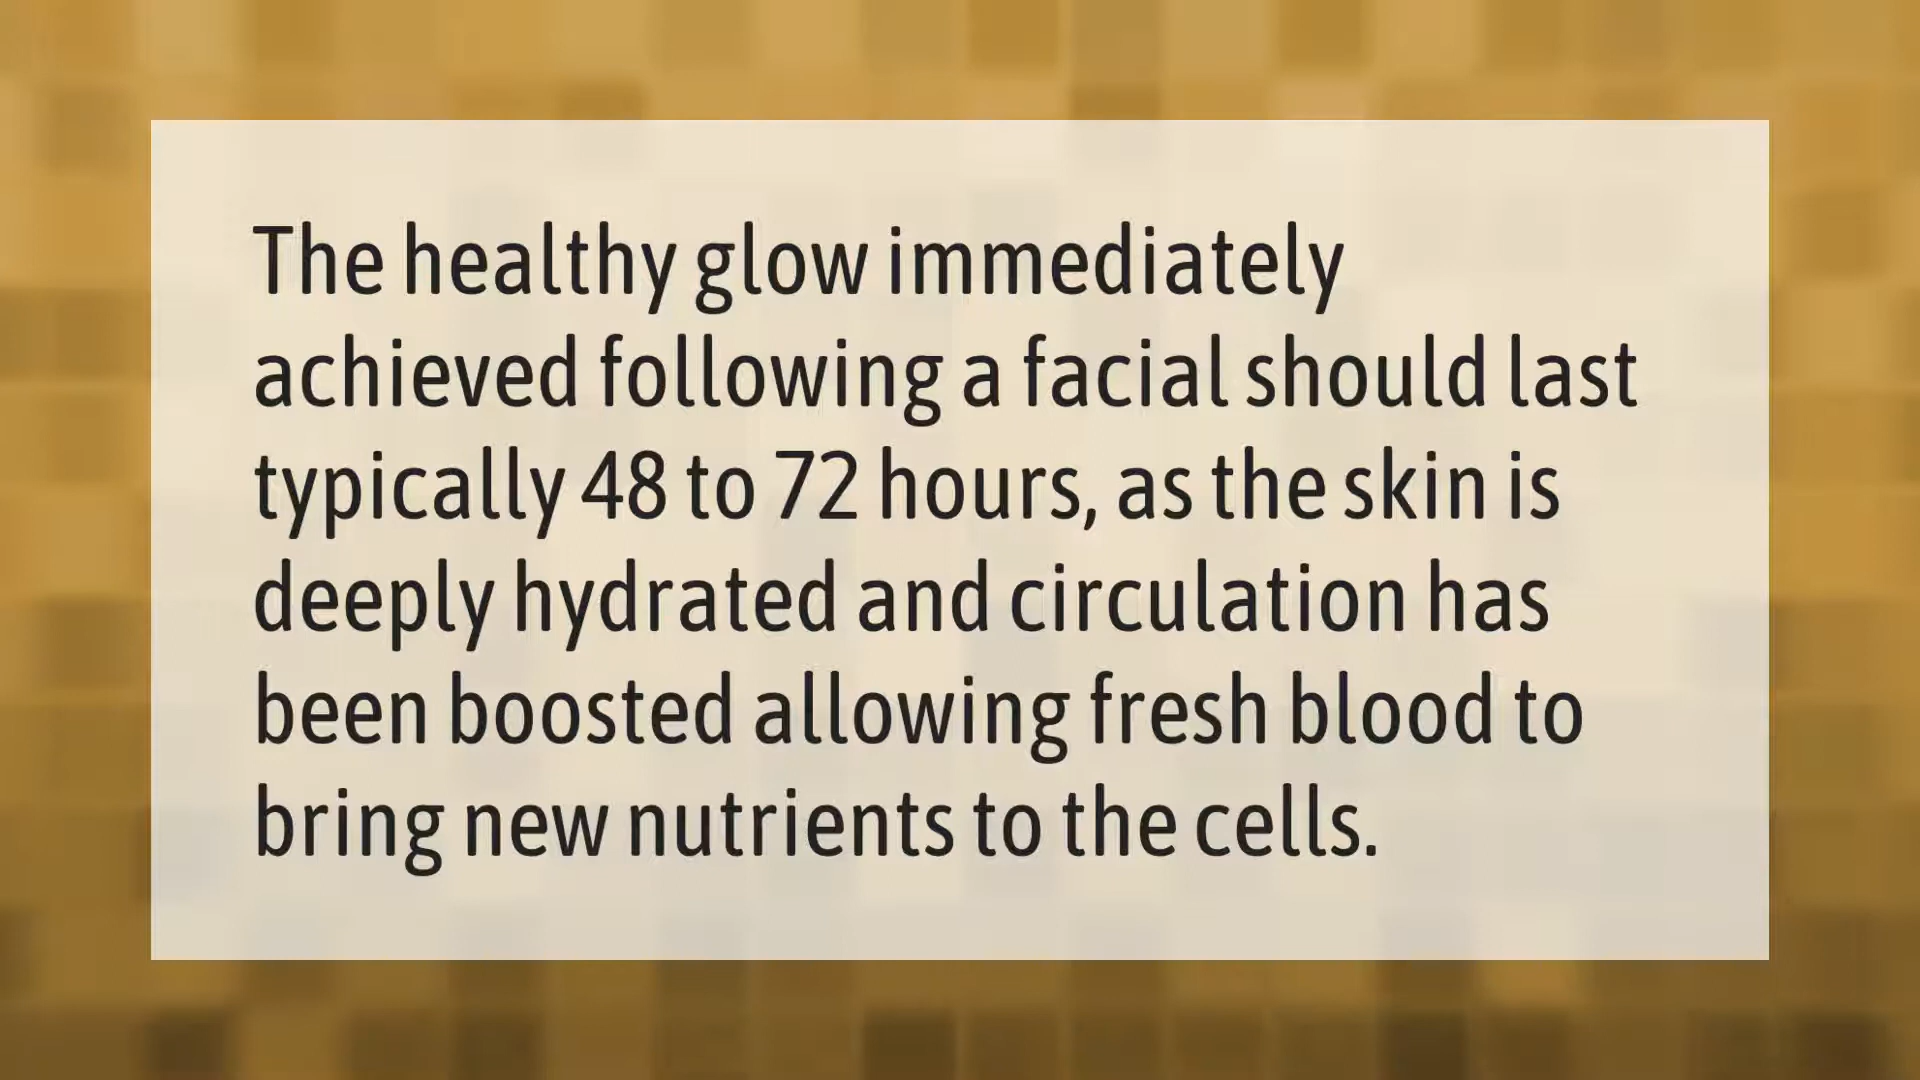 The healthy glow immediately
achieved following a facial should last
typically 48 to 72 hours, as the skin is
deeply hydrated and circulation has
been boosted allowing fresh blood to
bring new nutrients to the cells.